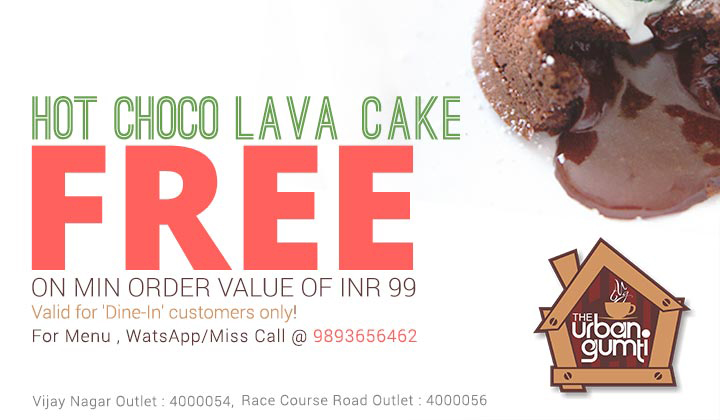 HOT CHOCO LAVA CAKE
FREE
ON MIN ORDER VALUE OF INR 99
Valid for 'Dine-In' customers only!
For Menu , WatsApp/Miss Call @ 9893656462
THE
urban
gumti
Vijay Nagar Outlet : 4000054, Race Course Road Outlet : 4000056